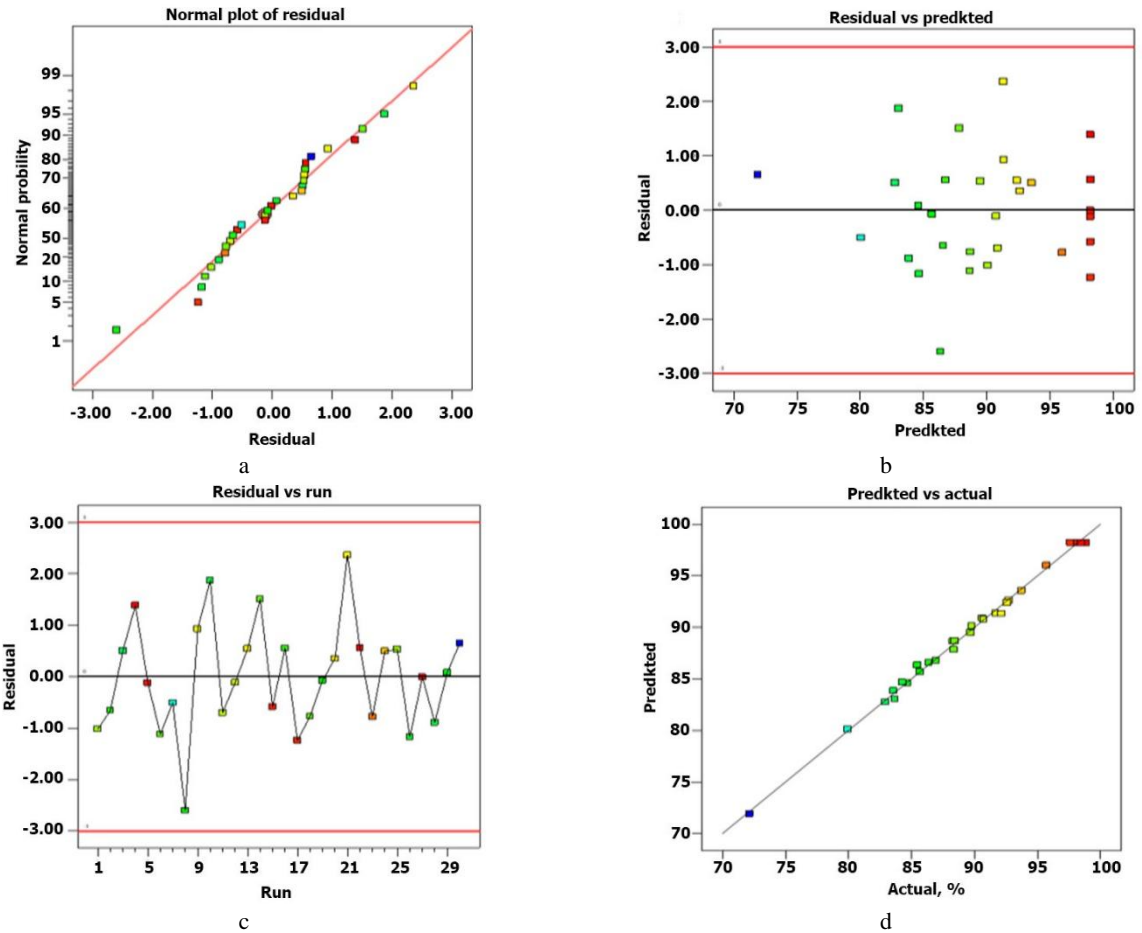 Normal plot of residual
Normal probility
99
95
90
80
70
60
50
20
10
5
1
-3.00 -2.00 -1.00 0.00 1.00 2.00 3.00
Residual
a
Residual vs predkted
Residual
3.00
2.00
1.00
0.00
-1.00
-2.00
-3.00
70 75 80 85 90 95 100
Predkted
b
Residual vs run
Residual
3.00
2.00
1.00
0.00
-1.00
-2.00
-3.00
1 5 9 13 17 21 25 29
Run
c
Predkted vs actual
Predkted
100
95
90
85
80
75
70
70 75 80 85 90 95 100
Actual, %
d